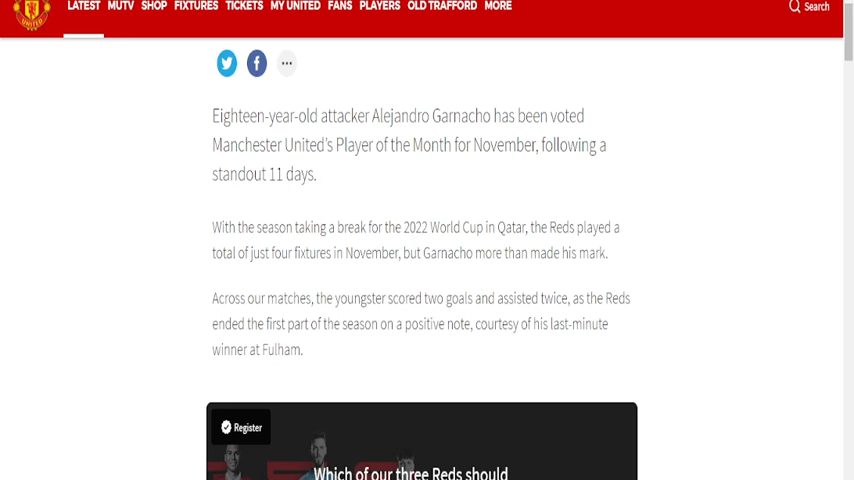 LATEST MUTV SHOP FIXTURES TICKETS MY UNITED FANS PLAYERS OLD TRAFFORD MORE Search
UNITED
Eighteen-year-old attacker Alejandro Garnacho has been voted
Manchester United's Player of the Month for November, following a
standout 11 days.
With the season taking a break for the 2022 World Cup in Qatar, the Reds played a
total of just four fixtures in November, but Garnacho more than made his mark.
Across our matches, the youngster scored two goals and assisted twice, as the Reds
ended the first part of the season on a positive note, courtesy of his last-minute
winner at Fulham.
Register
Which of our three Reds should